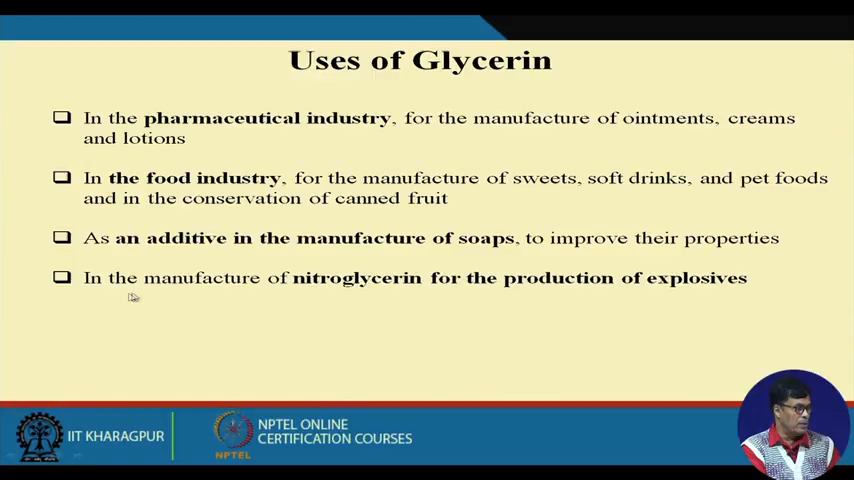 Uses of Glycerin
❑ In the pharmaceutical industry, for the manufacture of ointments, creams
and lotions
❑ In the food industry, for the manufacture of sweets, soft drinks, and pet foods
and in the conservation of canned fruit
❑ As an additive in the manufacture of soaps, to improve their properties
❑ In the manufacture of nitroglycerin for the production of explosives
IIT KHARAGPUR
NPTEL
NPTEL ONLINE
CERTIFICATION COURSES